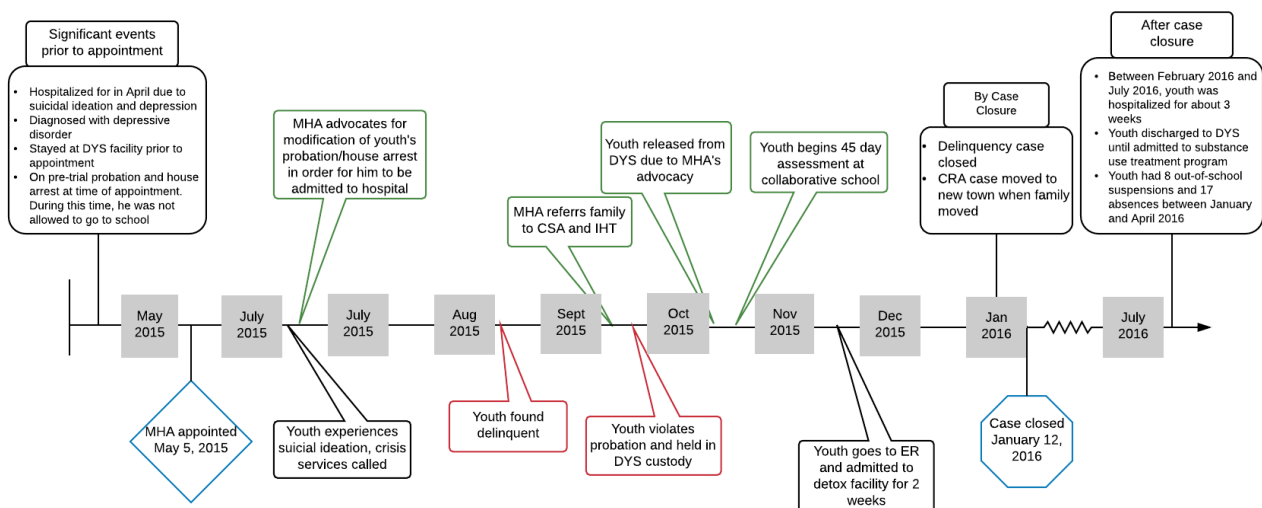 Significant events
prior to appointment
• Hospitalized for in April due to
suicidal ideation and depression
• Diagnosed with depressive
disorder
• Stayed at DYS facility prior to
appointment
• On pre-trial probation and house
arrest at time of appointment.
During this time, he was not
allowed to go to school
MHA advocates for
modification of youth's
probation/house arrest
in order for him to be
admitted to hospital
MHA referrs family
to CSA and IHT
Youth released from
DYS due to MHA's
advocacy
Youth begins 45 day
assessment at
collaborative school
By Case
Closure
• Delinquency case
closed
• CRA case moved to
new town when family
moved
After case
closure
• Between February 2016 and
July 2016, youth was
hospitalized for about 3
weeks
• Youth discharged to DYS
until admitted to substance
use treatment program
• Youth had 8 out-of-school
suspensions and 17
absences between January
and April 2016
May
2015
July
2015
July
2015
Aug
2015
Sept
2015
Oct
2015
Nov
2015
Dec
2015
Jan
2016
July
2016
MHA appointed
May 5, 2015
Youth experiences
suicial ideation, crisis
services called
Youth found
delinquent
Youth violates
probation and held in
DYS custody
Youth goes to ER
and admitted to
detox facility for 2
weeks
Case closed
January 12,
2016